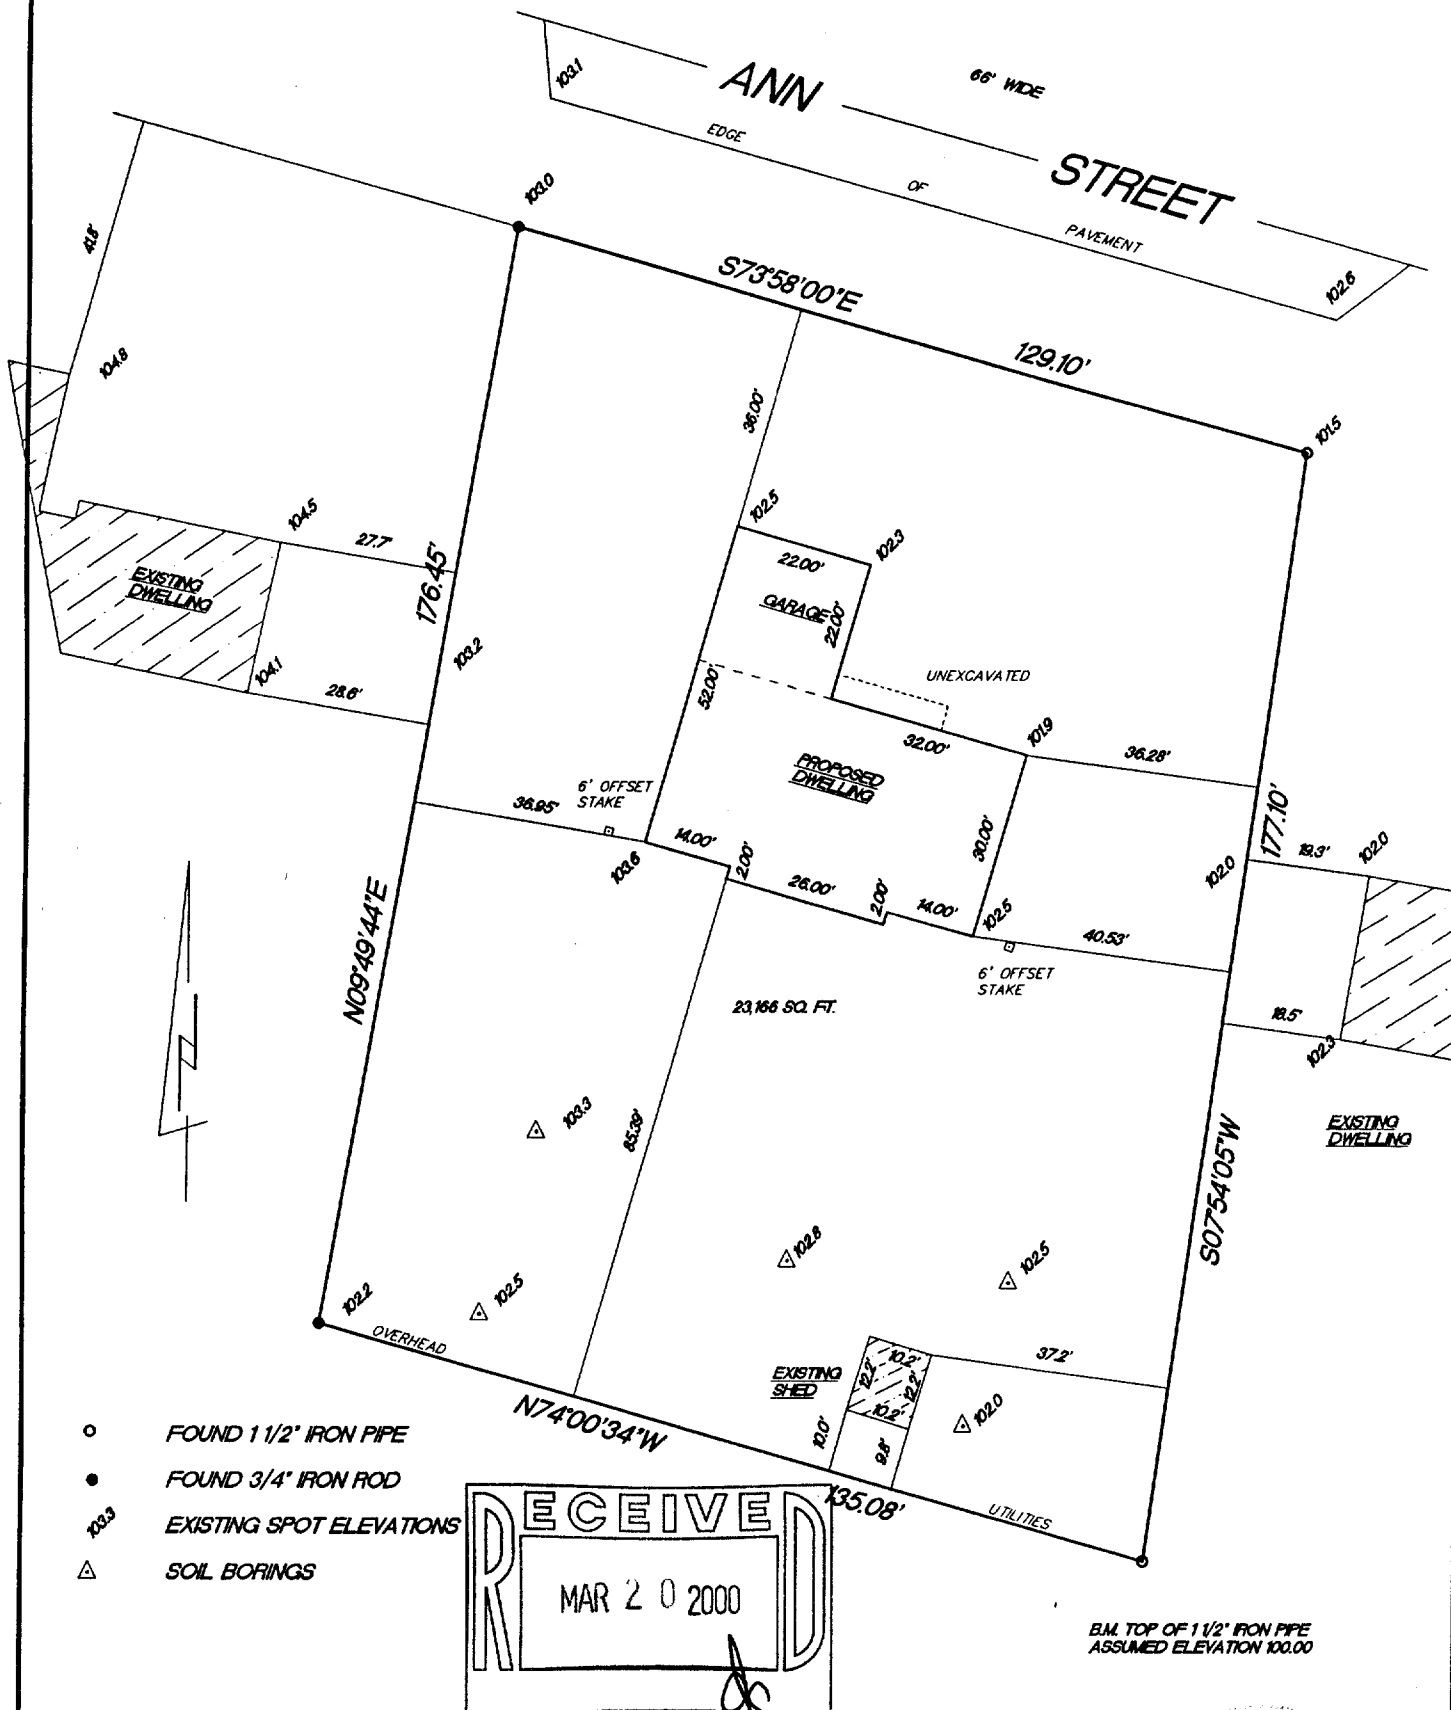 ANN
66' WIDE
STREET
103.1
EDGE
OF
PAVEMENT
102.6
103.0
41.8'
104.8
S73°58'00"E
129.10'
101.5
36.00'
104.5
27.7'
102.5
22.00'
102.3
EXISTING
DWELLING
176.45'
GARAGE
22.00'
103.2
104.1
28.6'
52.00'
UNEXCAVATED
32.00'
101.9
36.28'
PROPOSED
DWELLING
6' OFFSET
STAKE
36.95'
103.6
14.00'
2.00'
26.00'
2.00'
14.00'
30.00'
102.5
177.10'
102.0
19.3'
102.0
40.53'
6' OFFSET
STAKE
N09°49'44"E
23,166 SQ. FT.
18.5'
102.3
EXISTING
DWELLING
103.3
85.39'
S07°54'05"W
102.8
102.5
102.5
102.2
OVERHEAD
37.2'
EXISTING
SHED
12.2'
10.2'
12.2'
10.2'
102.0
10.0'
9.8'
N74°00'34"W
135.08'
UTILITIES
FOUND 1 1/2" IRON PIPE
FOUND 3/4" IRON ROD
103.3
EXISTING SPOT ELEVATIONS
SOIL BORINGS
RECEIVED
MAR 20 2000
B.M. TOP OF 1 1/2" IRON PIPE
ASSUMED ELEVATION 100.00